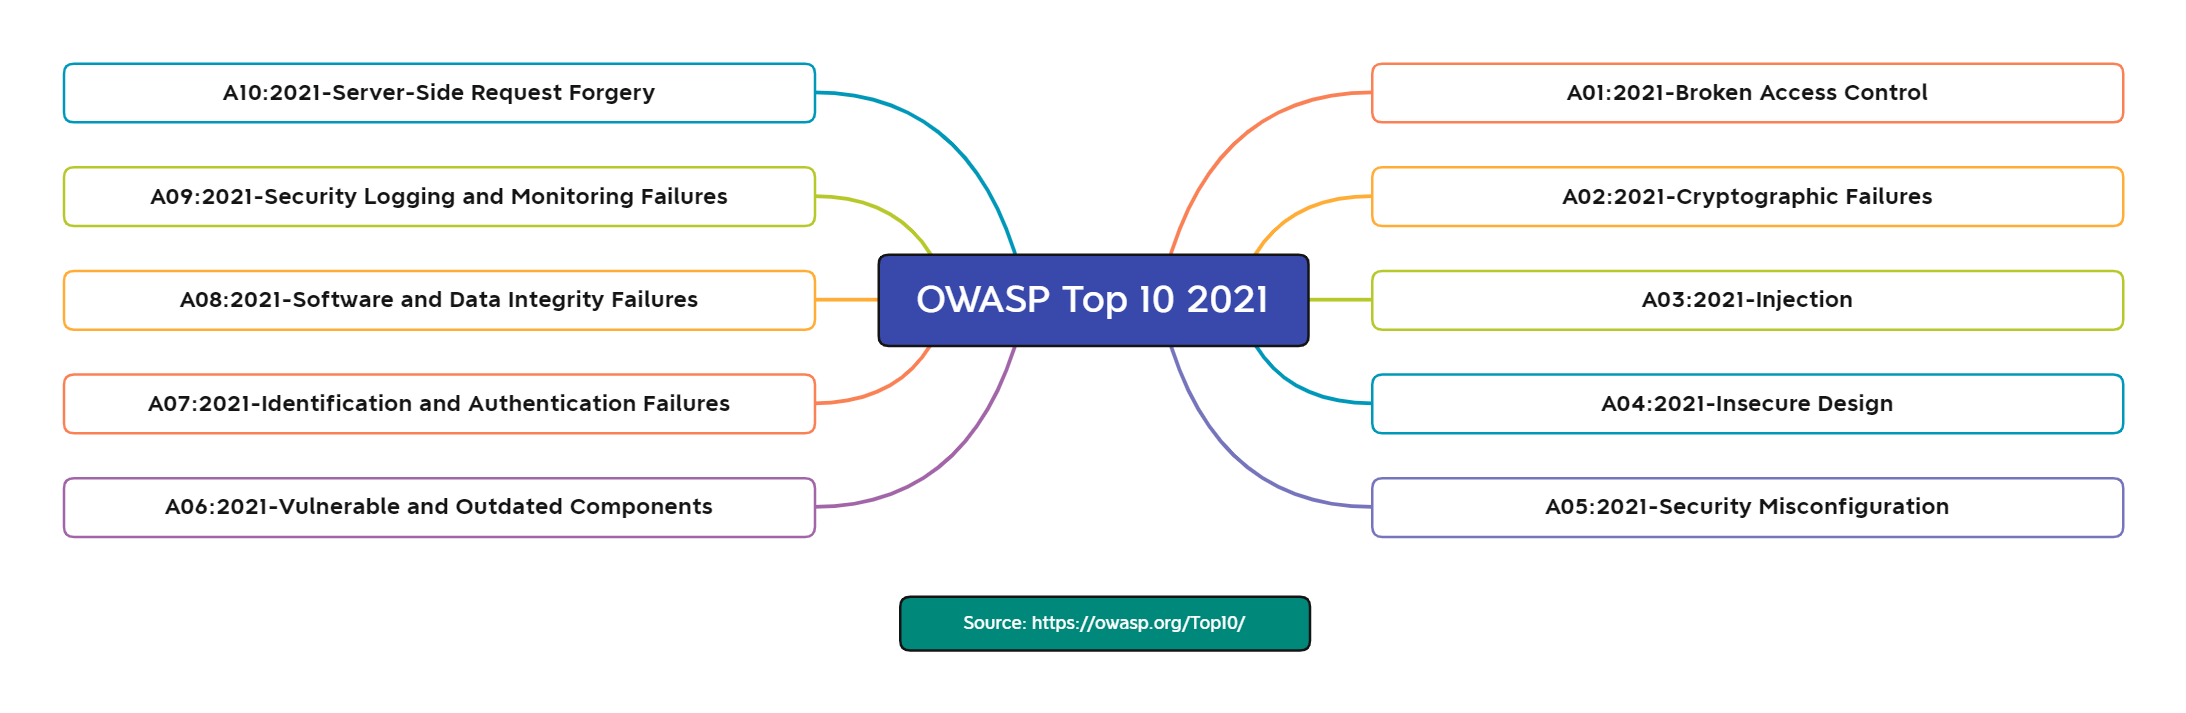 OWASP Top 10 2021
A01:2021-Broken Access Control
A02:2021-Cryptographic Failures
A03:2021-Injection
A04:2021-Insecure Design
A05:2021-Security Misconfiguration
A06:2021-Vulnerable and Outdated Components
A07:2021-Identification and Authentication Failures
A08:2021-Software and Data Integrity Failures
A09:2021-Security Logging and Monitoring Failures
A10:2021-Server-Side Request Forgery
Source: https://owasp.org/Top10/